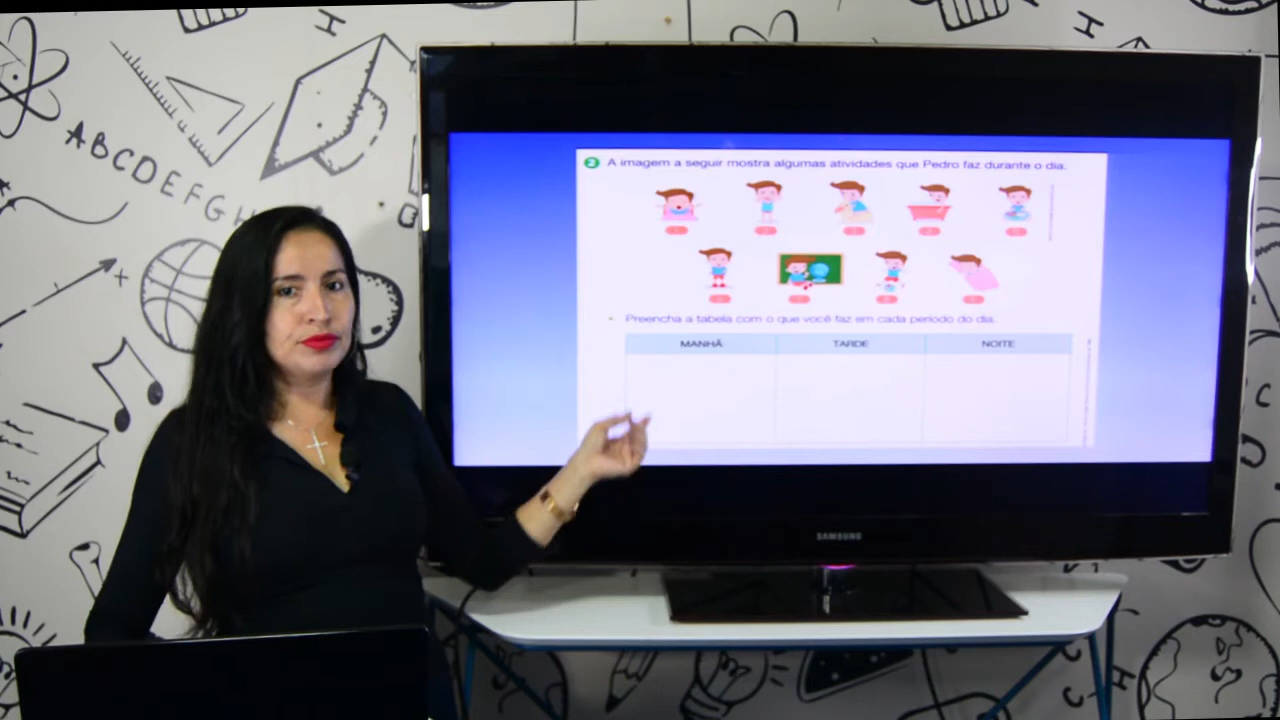 H
H
ABCDEFGH
2 A imagem a seguir mostra algumas atividades que Pedro faz durante o dia.
• Preencha a tabela com o que você faz em cada período do dia.
MANHÃ TARDE NOITE
SAMSUNG